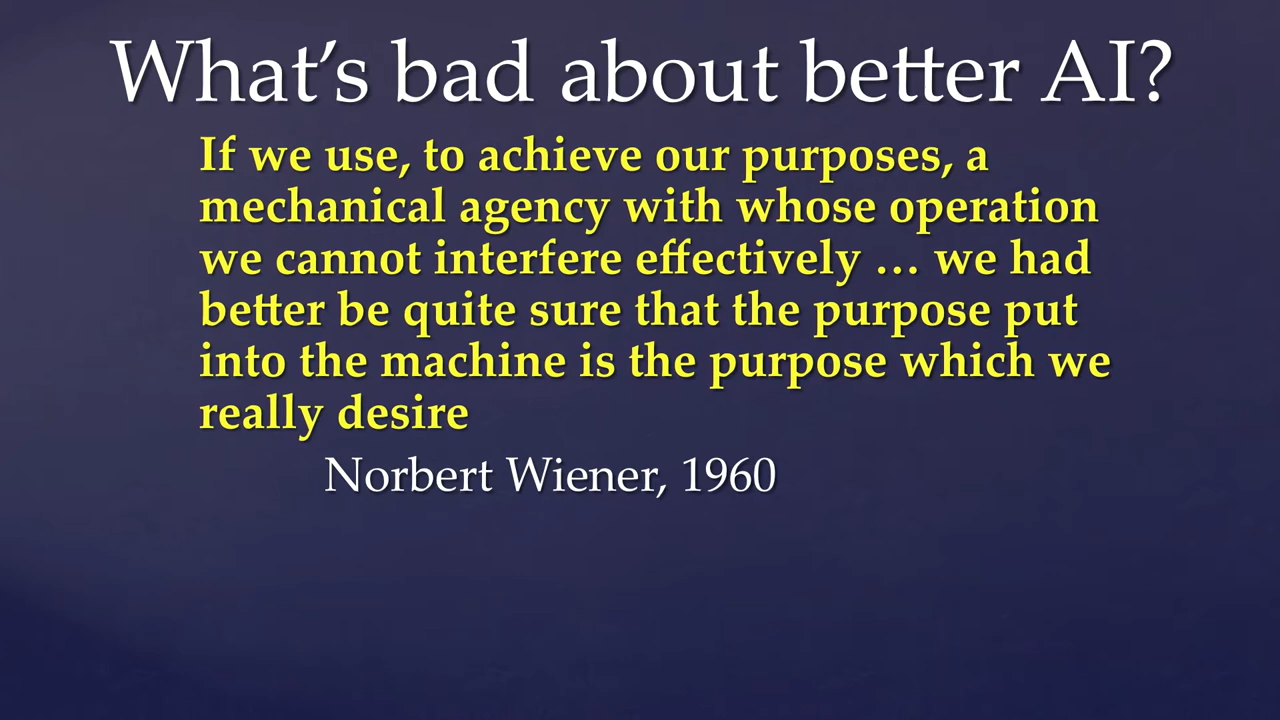 What’s bad about better AI?
If we use, to achieve our purposes, a
mechanical agency with whose operation
we cannot interfere effectively … we had
better be quite sure that the purpose put
into the machine is the purpose which we
really desire
Norbert Wiener, 1960